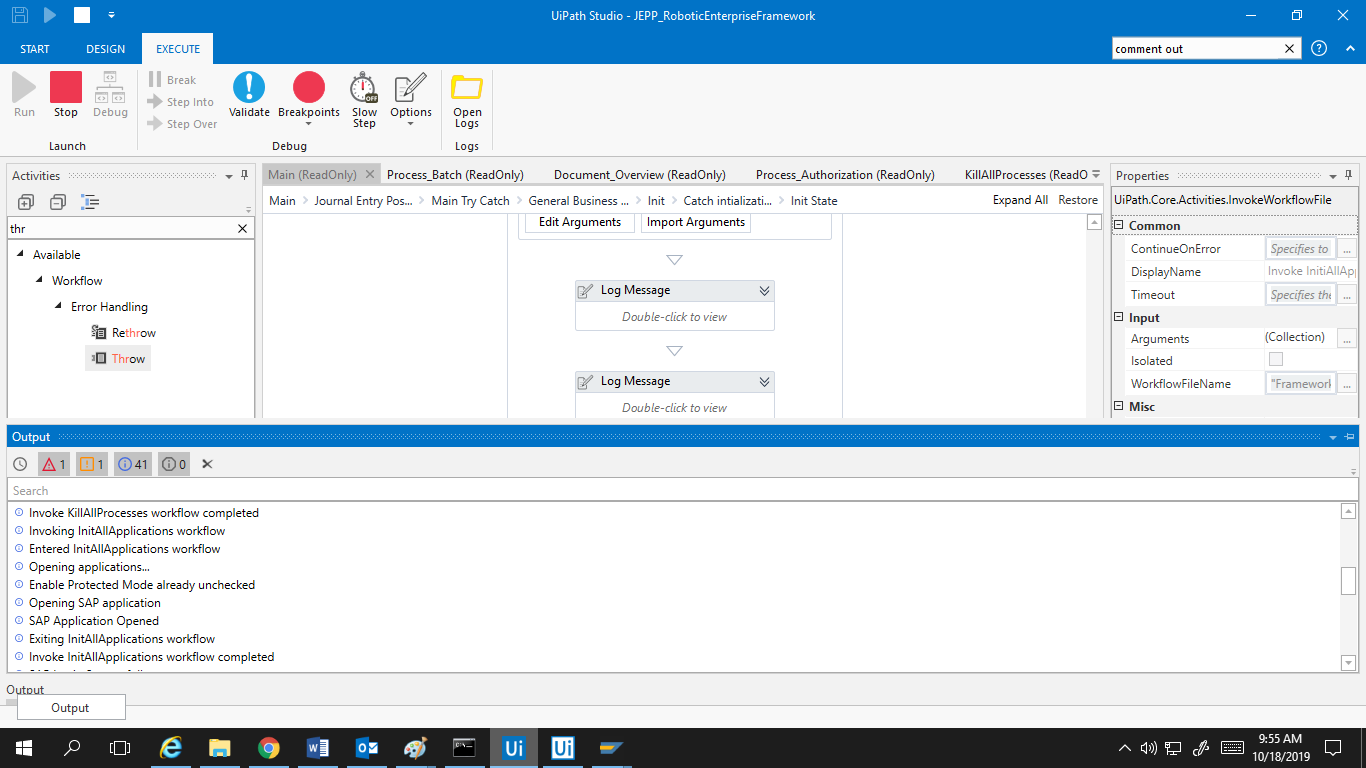 UiPath Studio - JEPP_RoboticEnterpriseFramework
START DESIGN EXECUTE comment out
Run Stop Debug
Break
Step Into
Step Over
Validate Breakpoints Slow Step Options Open Logs
Launch Debug Logs
Activities
thr
Available
Workflow
Error Handling
Rethrow
Throw
Main (ReadOnly) Process_Batch (ReadOnly) Document_Overview (ReadOnly) Process_Authorization (ReadOnly) KillAllProcesses (ReadO
Main Journal Entry Pos... Main Try Catch General Business ... Init Catch intializati... Init State Expand All Restore
Edit Arguments Import Arguments
Log Message
Double-click to view
Log Message
Double-click to view
Properties
UiPath.Core.Activities.InvokeWorkflowFile
Common
ContinueOnError Specifies to ...
DisplayName Invoke InitiAllApp
Timeout Specifies the ...
Input
Arguments (Collection) ...
Isolated
WorkflowFileName "Framework ...
Misc
Output
1 1 41 0
Search
Invoke KillAllProcesses workflow completed
Invoking InitAllApplications workflow
Entered InitAllApplications workflow
Opening applications...
Enable Protected Mode already unchecked
Opening SAP application
SAP Application Opened
Exiting InitAllApplications workflow
Invoke InitAllApplications workflow completed
Output
Output
9:55 AM
10/18/2019